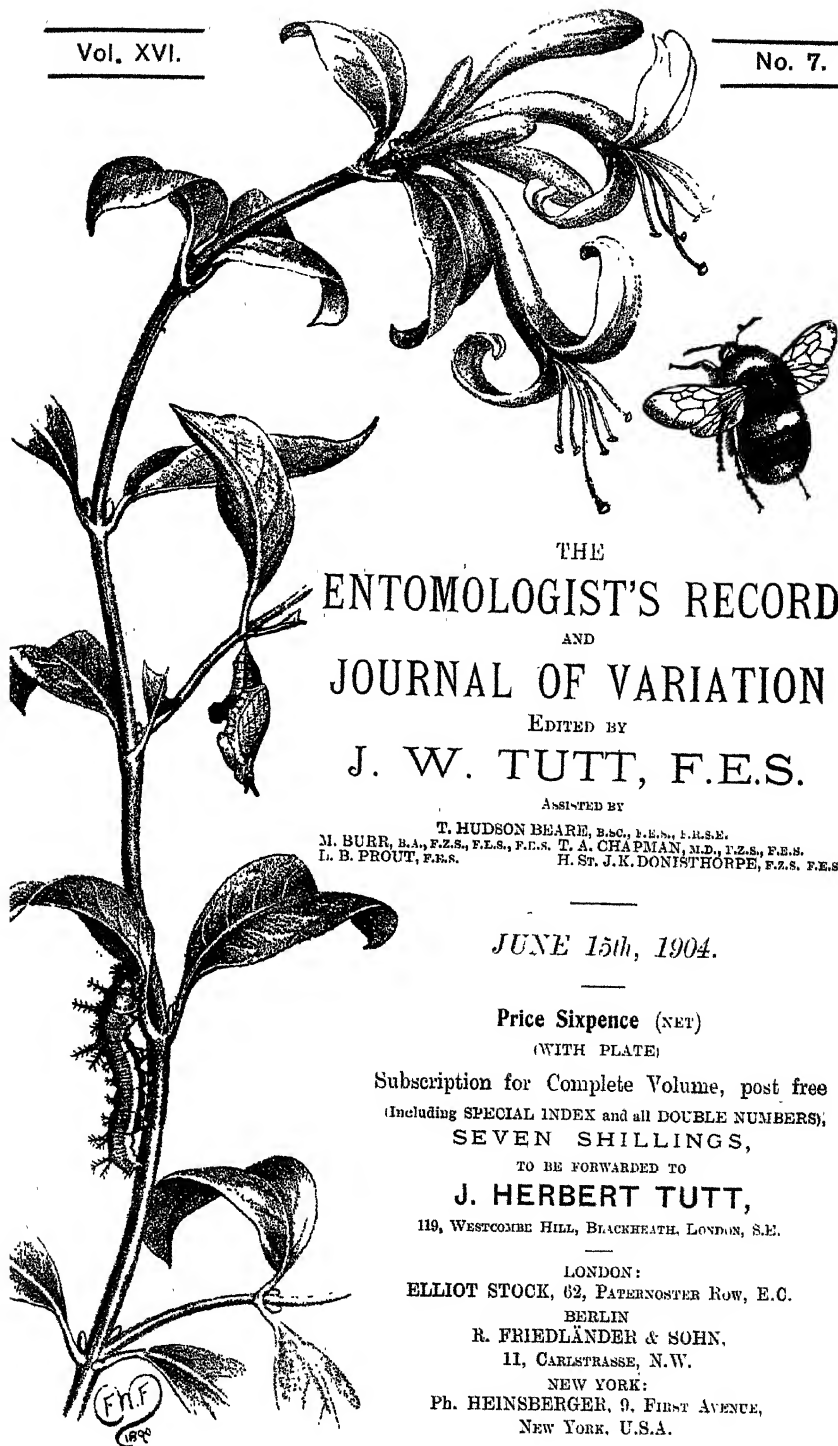 Vol. XVI.
No. 7.
THE
ENTOMOLOGIST'S RECORD
AND
JOURNAL OF VARIATION
EDITED BY
J. W. TUTT, F.E.S.
ASSISTED BY
T. HUDSON BEARE, B.SC., F.E.S., F.R.S.E.
M. BURR, B.A., F.Z.S., F.L.S., F.E.S. T. A. CHAPMAN, M.D., F.Z.S., F.E.S.
L. B. PROUT, F.E.S. H. ST. J. K. DONISTHORPE, F.Z.S. F.E.S
JUNE 15th, 1904.
Price Sixpence (NET)
(WITH PLATE)
Subscription for Complete Volume, post free
(Including SPECIAL INDEX and all DOUBLE NUMBERS),
SEVEN SHILLINGS,
TO BE FORWARDED TO
J. HERBERT TUTT,
119, WESTCOMBE HILL, BLACKHEATH, LONDON, S.E.
LONDON:
ELLIOT STOCK, 62, PATERNOSTER ROW, E.C.
BERLIN
R. FRIEDLÄNDER & SOHN,
11, CARLSTRASSE, N.W.
NEW YORK:
Ph. HEINSBERGER, 9, FIRST AVENUE,
NEW YORK, U.S.A.
F.W.F
1890